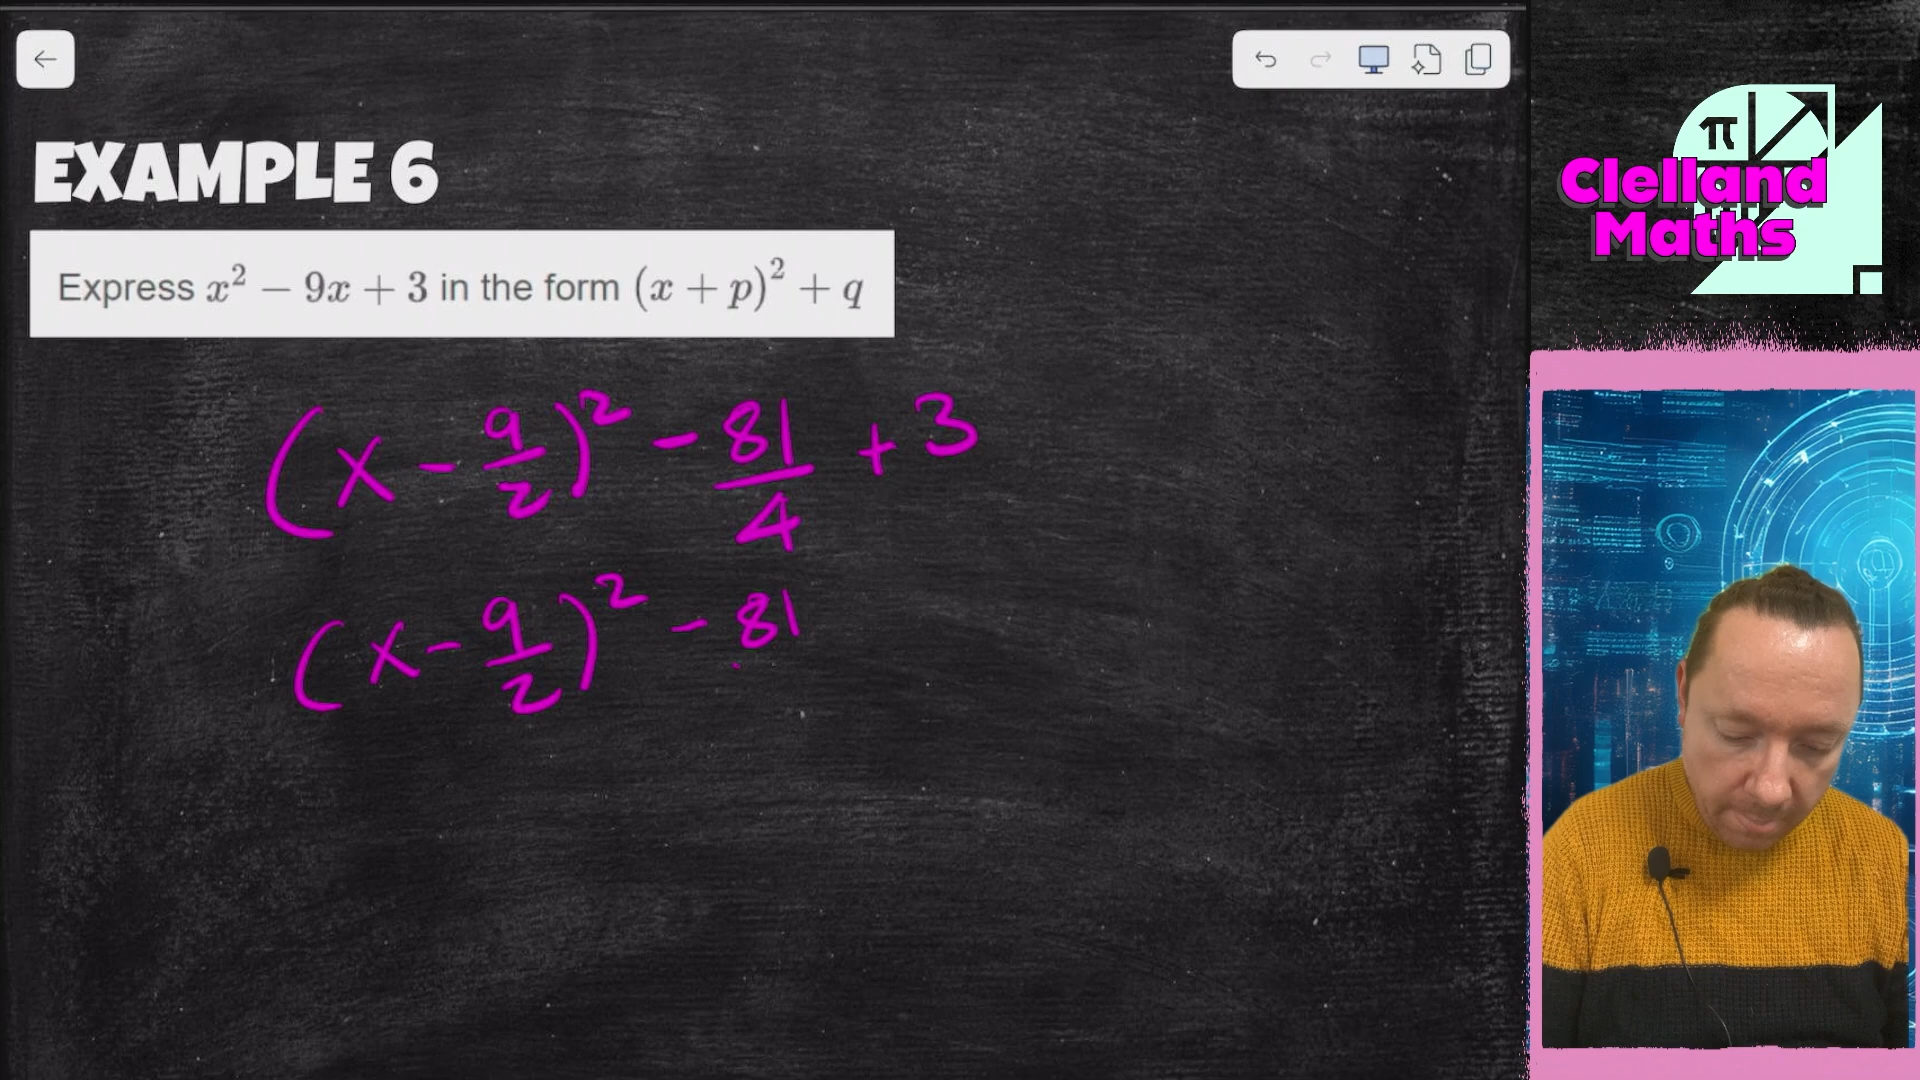 EXAMPLE 6
Express x² − 9x + 3 in the form (x + p)² + q
(x - 9/2)² - 81/4 + 3
(x - 9/2)² - 81
π
Clelland
Maths